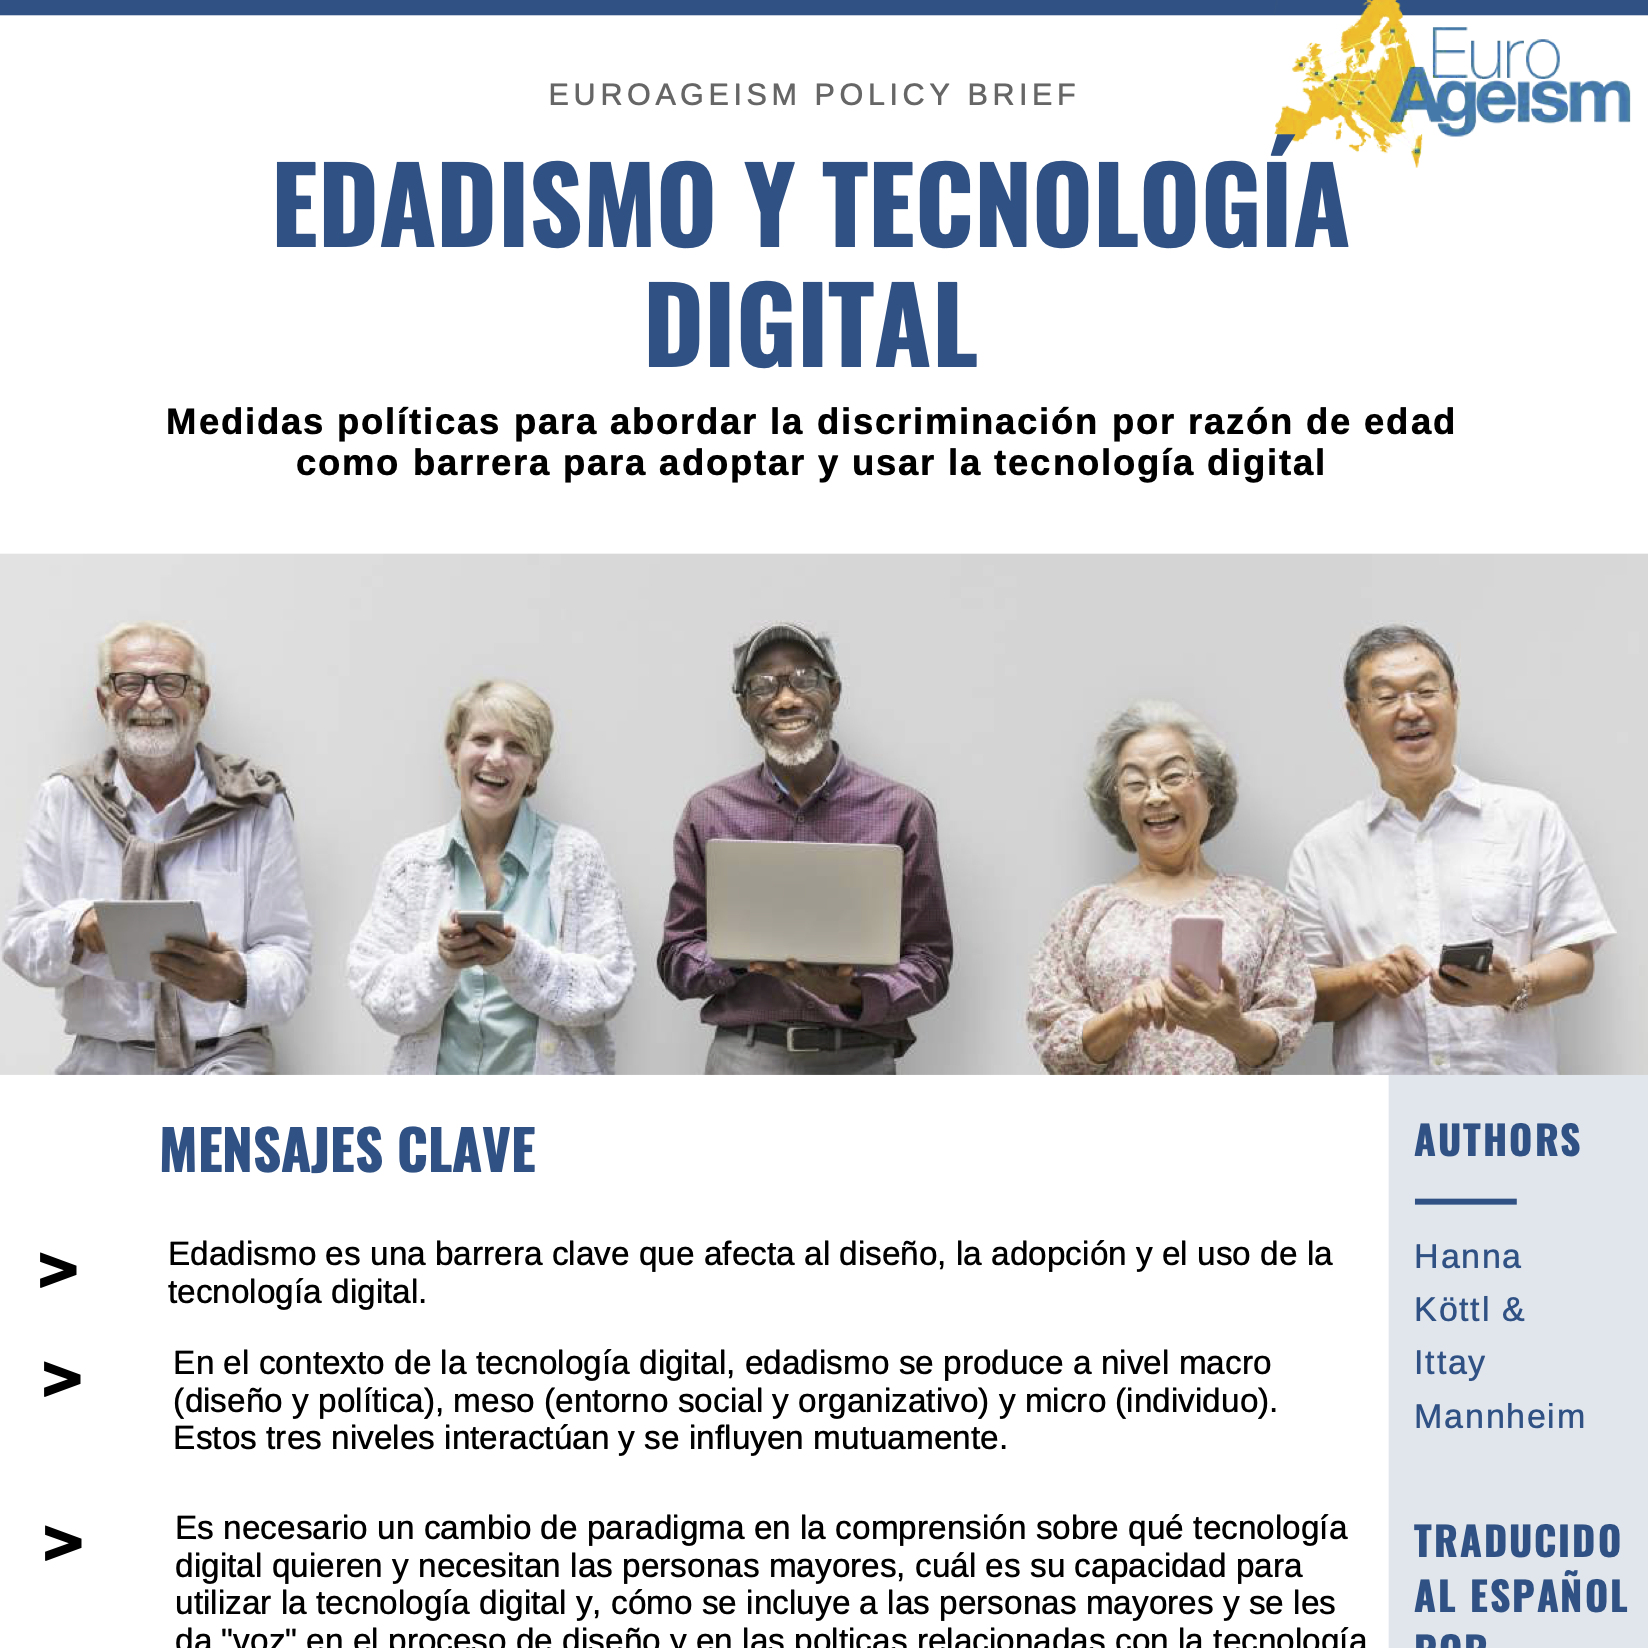 Euro
Ageism
EUROAGEISM POLICY BRIEF
EDADISMO Y TECNOLOGÍA
DIGITAL
Medidas políticas para abordar la discriminación por razón de edad
como barrera para adoptar y usar la tecnología digital
MENSAJES CLAVE
> Edadismo es una barrera clave que afecta al diseño, la adopción y el uso de la
tecnología digital.
> En el contexto de la tecnología digital, edadismo se produce a nivel macro
(diseño y política), meso (entorno social y organizativo) y micro (individuo).
Estos tres niveles interactúan y se influyen mutuamente.
> Es necesario un cambio de paradigma en la comprensión sobre qué tecnología
digital quieren y necesitan las personas mayores, cuál es su capacidad para
utilizar la tecnología digital y, cómo se incluye a las personas mayores y se les
da "voz" en el proceso de diseño y en las polticas relacionadas con la tecnología
AUTHORS
Hanna
Köttl &
Ittay
Mannheim
TRADUCIDO
AL ESPAÑOL
POR